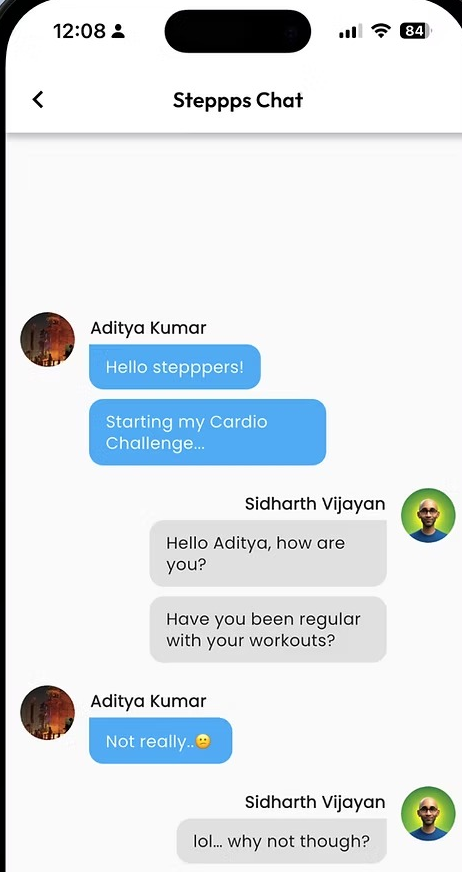 12:08
84
Steppps Chat
Aditya Kumar
Hello stepppers!
Starting my Cardio
Challenge...
Sidharth Vijayan
Hello Aditya, how are
you?
Have you been regular
with your workouts?
Aditya Kumar
Not really..😕
Sidharth Vijayan
lol... why not though?